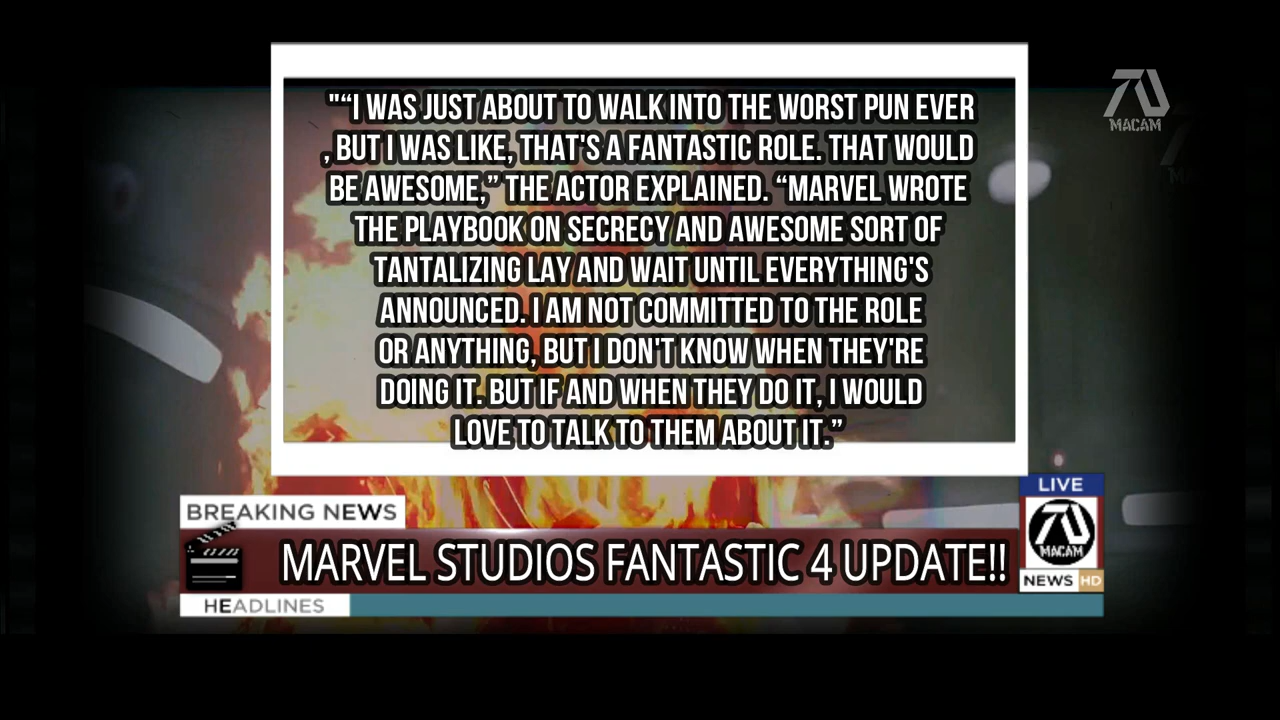 "“I WAS JUST ABOUT TO WALK INTO THE WORST PUN EVER
, BUT I WAS LIKE, THAT'S A FANTASTIC ROLE. THAT WOULD
BE AWESOME,” THE ACTOR EXPLAINED. “MARVEL WROTE
THE PLAYBOOK ON SECRECY AND AWESOME SORT OF
TANTALIZING LAY AND WAIT UNTIL EVERYTHING'S
ANNOUNCED. I AM NOT COMMITTED TO THE ROLE
OR ANYTHING, BUT I DON'T KNOW WHEN THEY'RE
DOING IT. BUT IF AND WHEN THEY DO IT, I WOULD
LOVE TO TALK TO THEM ABOUT IT.”
MACAM
LIVE
BREAKING NEWS
MACAM
MARVEL STUDIOS FANTASTIC 4 UPDATE!!
NEWS HD
HEADLINES